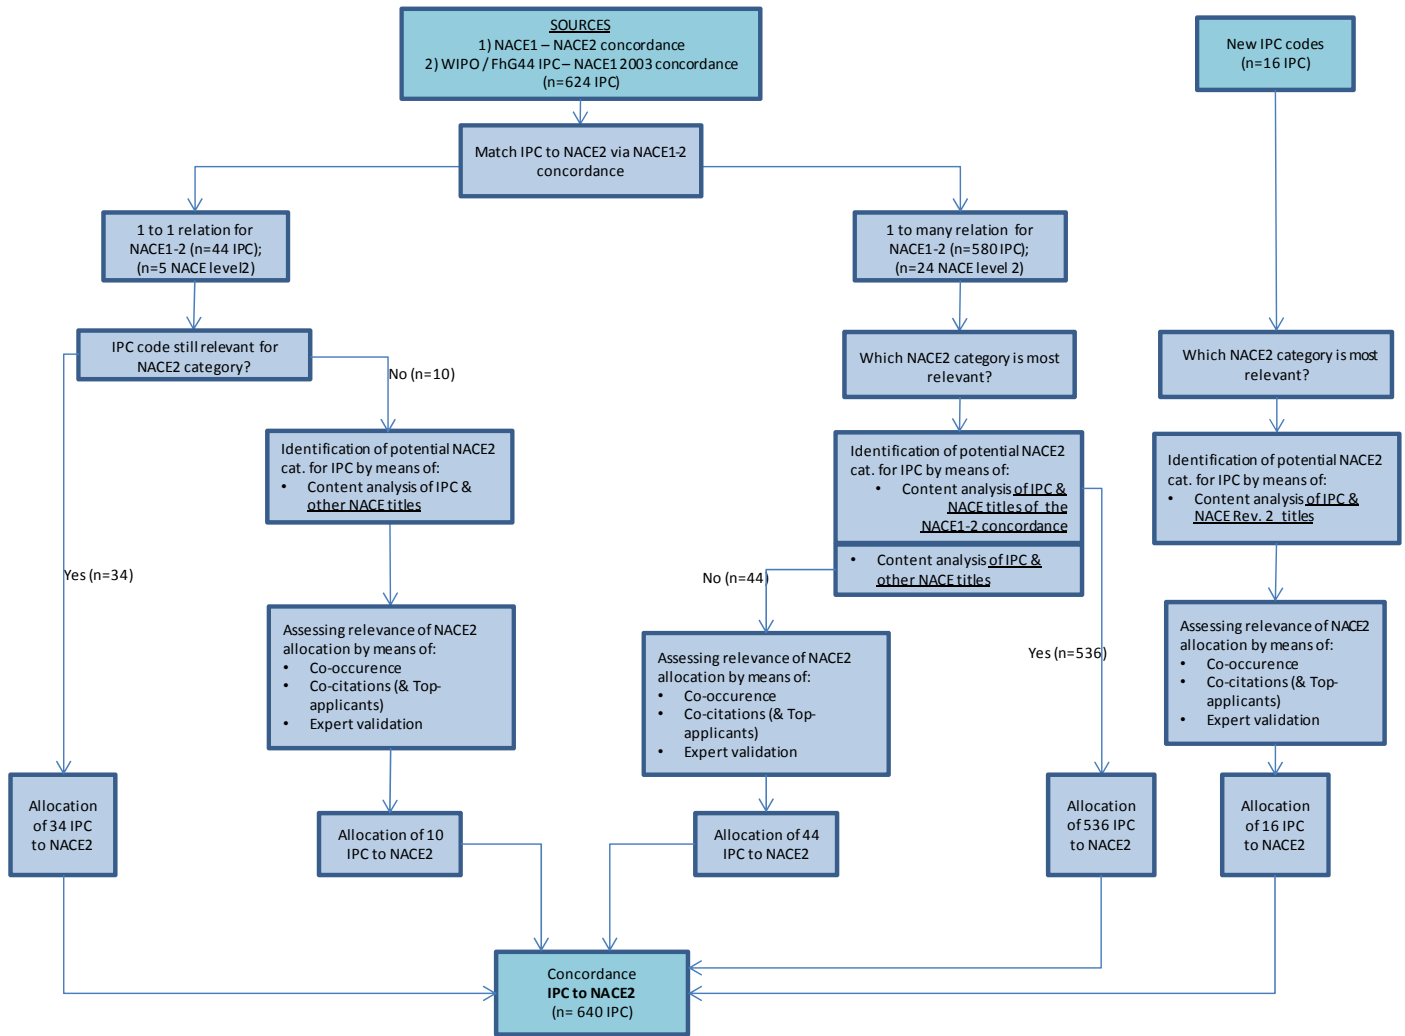 SOURCES
1) NACE1 – NACE2 concordance
2) WIPO / FhG44 IPC – NACE1 2003 concordance
(n=624 IPC)
New IPC codes
(n=16 IPC)
Match IPC to NACE2 via NACE1-2
concordance
1 to 1 relation for
NACE1-2 (n=44 IPC);
(n=5 NACE level2)
1 to many relation for
NACE1-2 (n=580 IPC);
(n=24 NACE level 2)
IPC code still relevant for
NACE2 category?
No (n=10)
Which NACE2 category is most
relevant?
Which NACE2 category is most
relevant?
Identification of potential NACE2
cat. for IPC by means of:
• Content analysis of IPC &
other NACE titles
Identification of potential NACE2
cat. for IPC by means of:
• Content analysis of IPC &
NACE titles of the
NACE1-2 concordance
• Content analysis of IPC &
other NACE titles
Identification of potential NACE2
cat. for IPC by means of:
• Content analysis of IPC &
NACE Rev. 2 titles
Yes (n=34)
No (n=44)
Yes (n=536)
Assessing relevance of NACE2
allocation by means of:
• Co-occurence
• Co-citations (& Top-
applicants)
• Expert validation
Assessing relevance of NACE2
allocation by means of:
• Co-occurence
• Co-citations (& Top-
applicants)
• Expert validation
Assessing relevance of NACE2
allocation by means of:
• Co-occurence
• Co-citations (& Top-
applicants)
• Expert validation
Allocation
of 34 IPC
to NACE2
Allocation of 10
IPC to NACE2
Allocation of 44
IPC to NACE2
Allocation
of 536 IPC
to NACE2
Allocation
of 16 IPC
to NACE2
Concordance
IPC to NACE2
(n= 640 IPC)